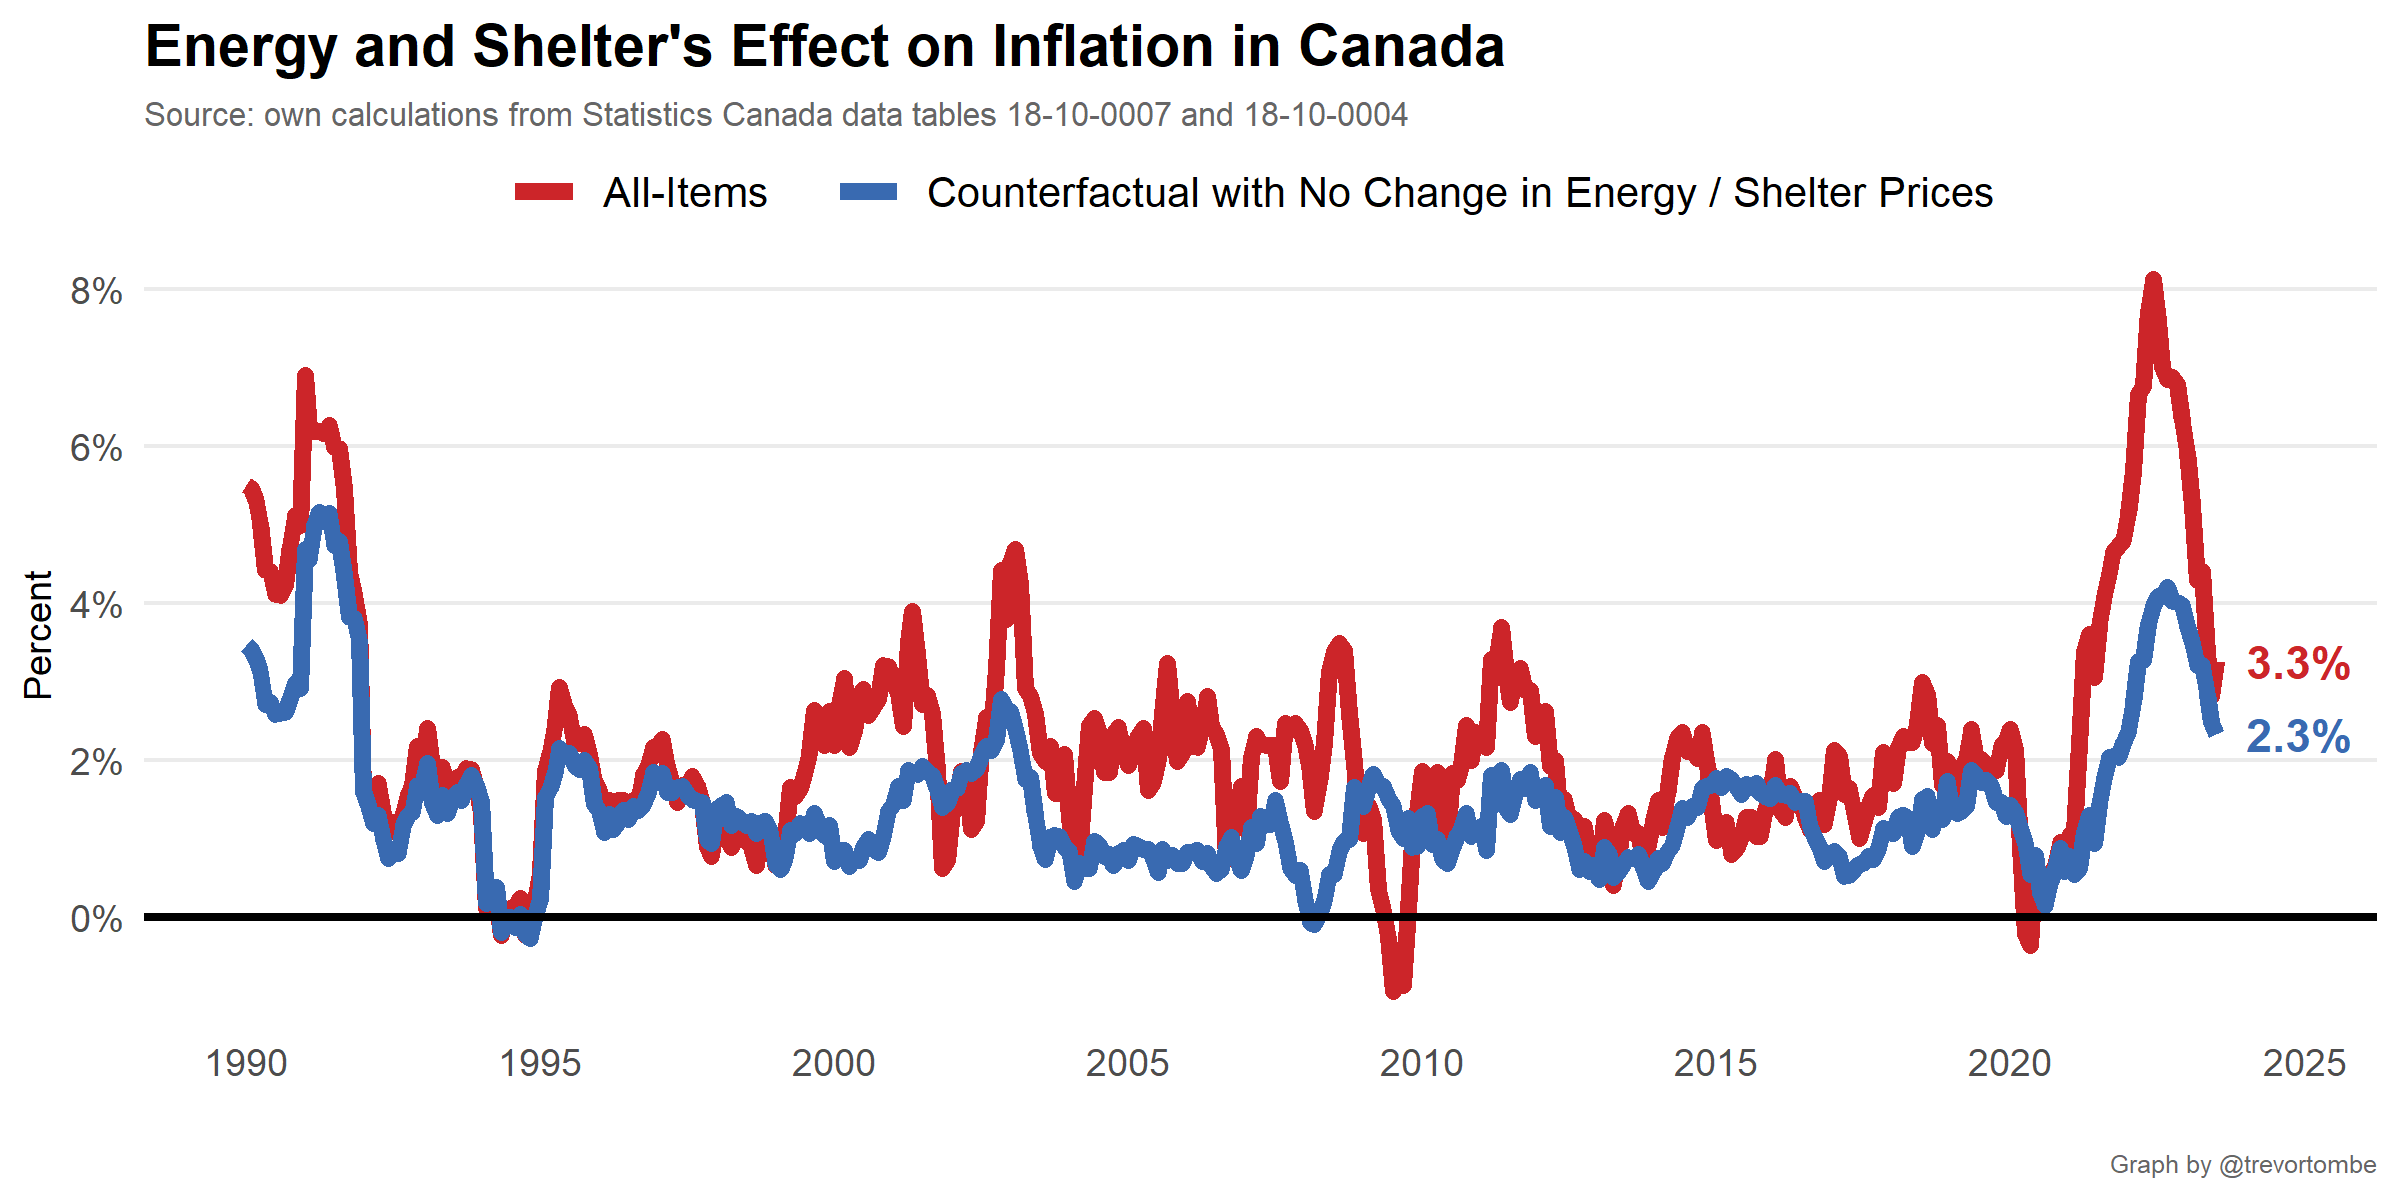 Energy and Shelter's Effect on Inflation in Canada
Source: own calculations from Statistics Canada data tables 18-10-0007 and 18-10-0004
All-Items
Counterfactual with No Change in Energy / Shelter Prices
Percent
8%
6%
4%
2%
0%
3.3%
2.3%
1990
1995
2000
2005
2010
2015
2020
2025
Graph by @trevortombe